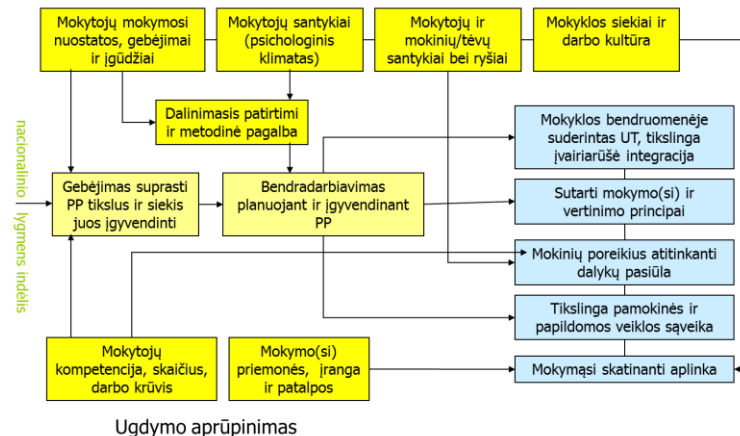 Mokytojų mokymosi
nuostatos, gebėjimai
ir įgūdžiai
Mokytojų santykiai
(psichologinis
klimatas)
Mokytojų ir
mokinių/tėvų
santykiai bei ryšiai
Mokyklos siekiai ir
darbo kultūra
Dalinimasis patirtimi
ir metodinė pagalba
Mokyklos bendruomenėje
suderintas UT, tikslinga
įvairiarūšė integracija
nacionalinio
lygmens indėlis
Gebėjimas suprasti
PP tikslus ir siekis
juos įgyvendinti
Bendradarbiavimas
planuojant ir įgyvendinant
PP
Sutarti mokymo(si) ir
vertinimo principai
Mokinių poreikius atitinkanti
dalykų pasiūla
Tikslinga pamokinės ir
papildomos veiklos sąveika
Mokytojų
kompetencija, skaičius,
darbo krūvis
Mokymo(si)
priemonės, įranga
ir patalpos
Mokymąsi skatinanti aplinka
Ugdymo aprūpinimas